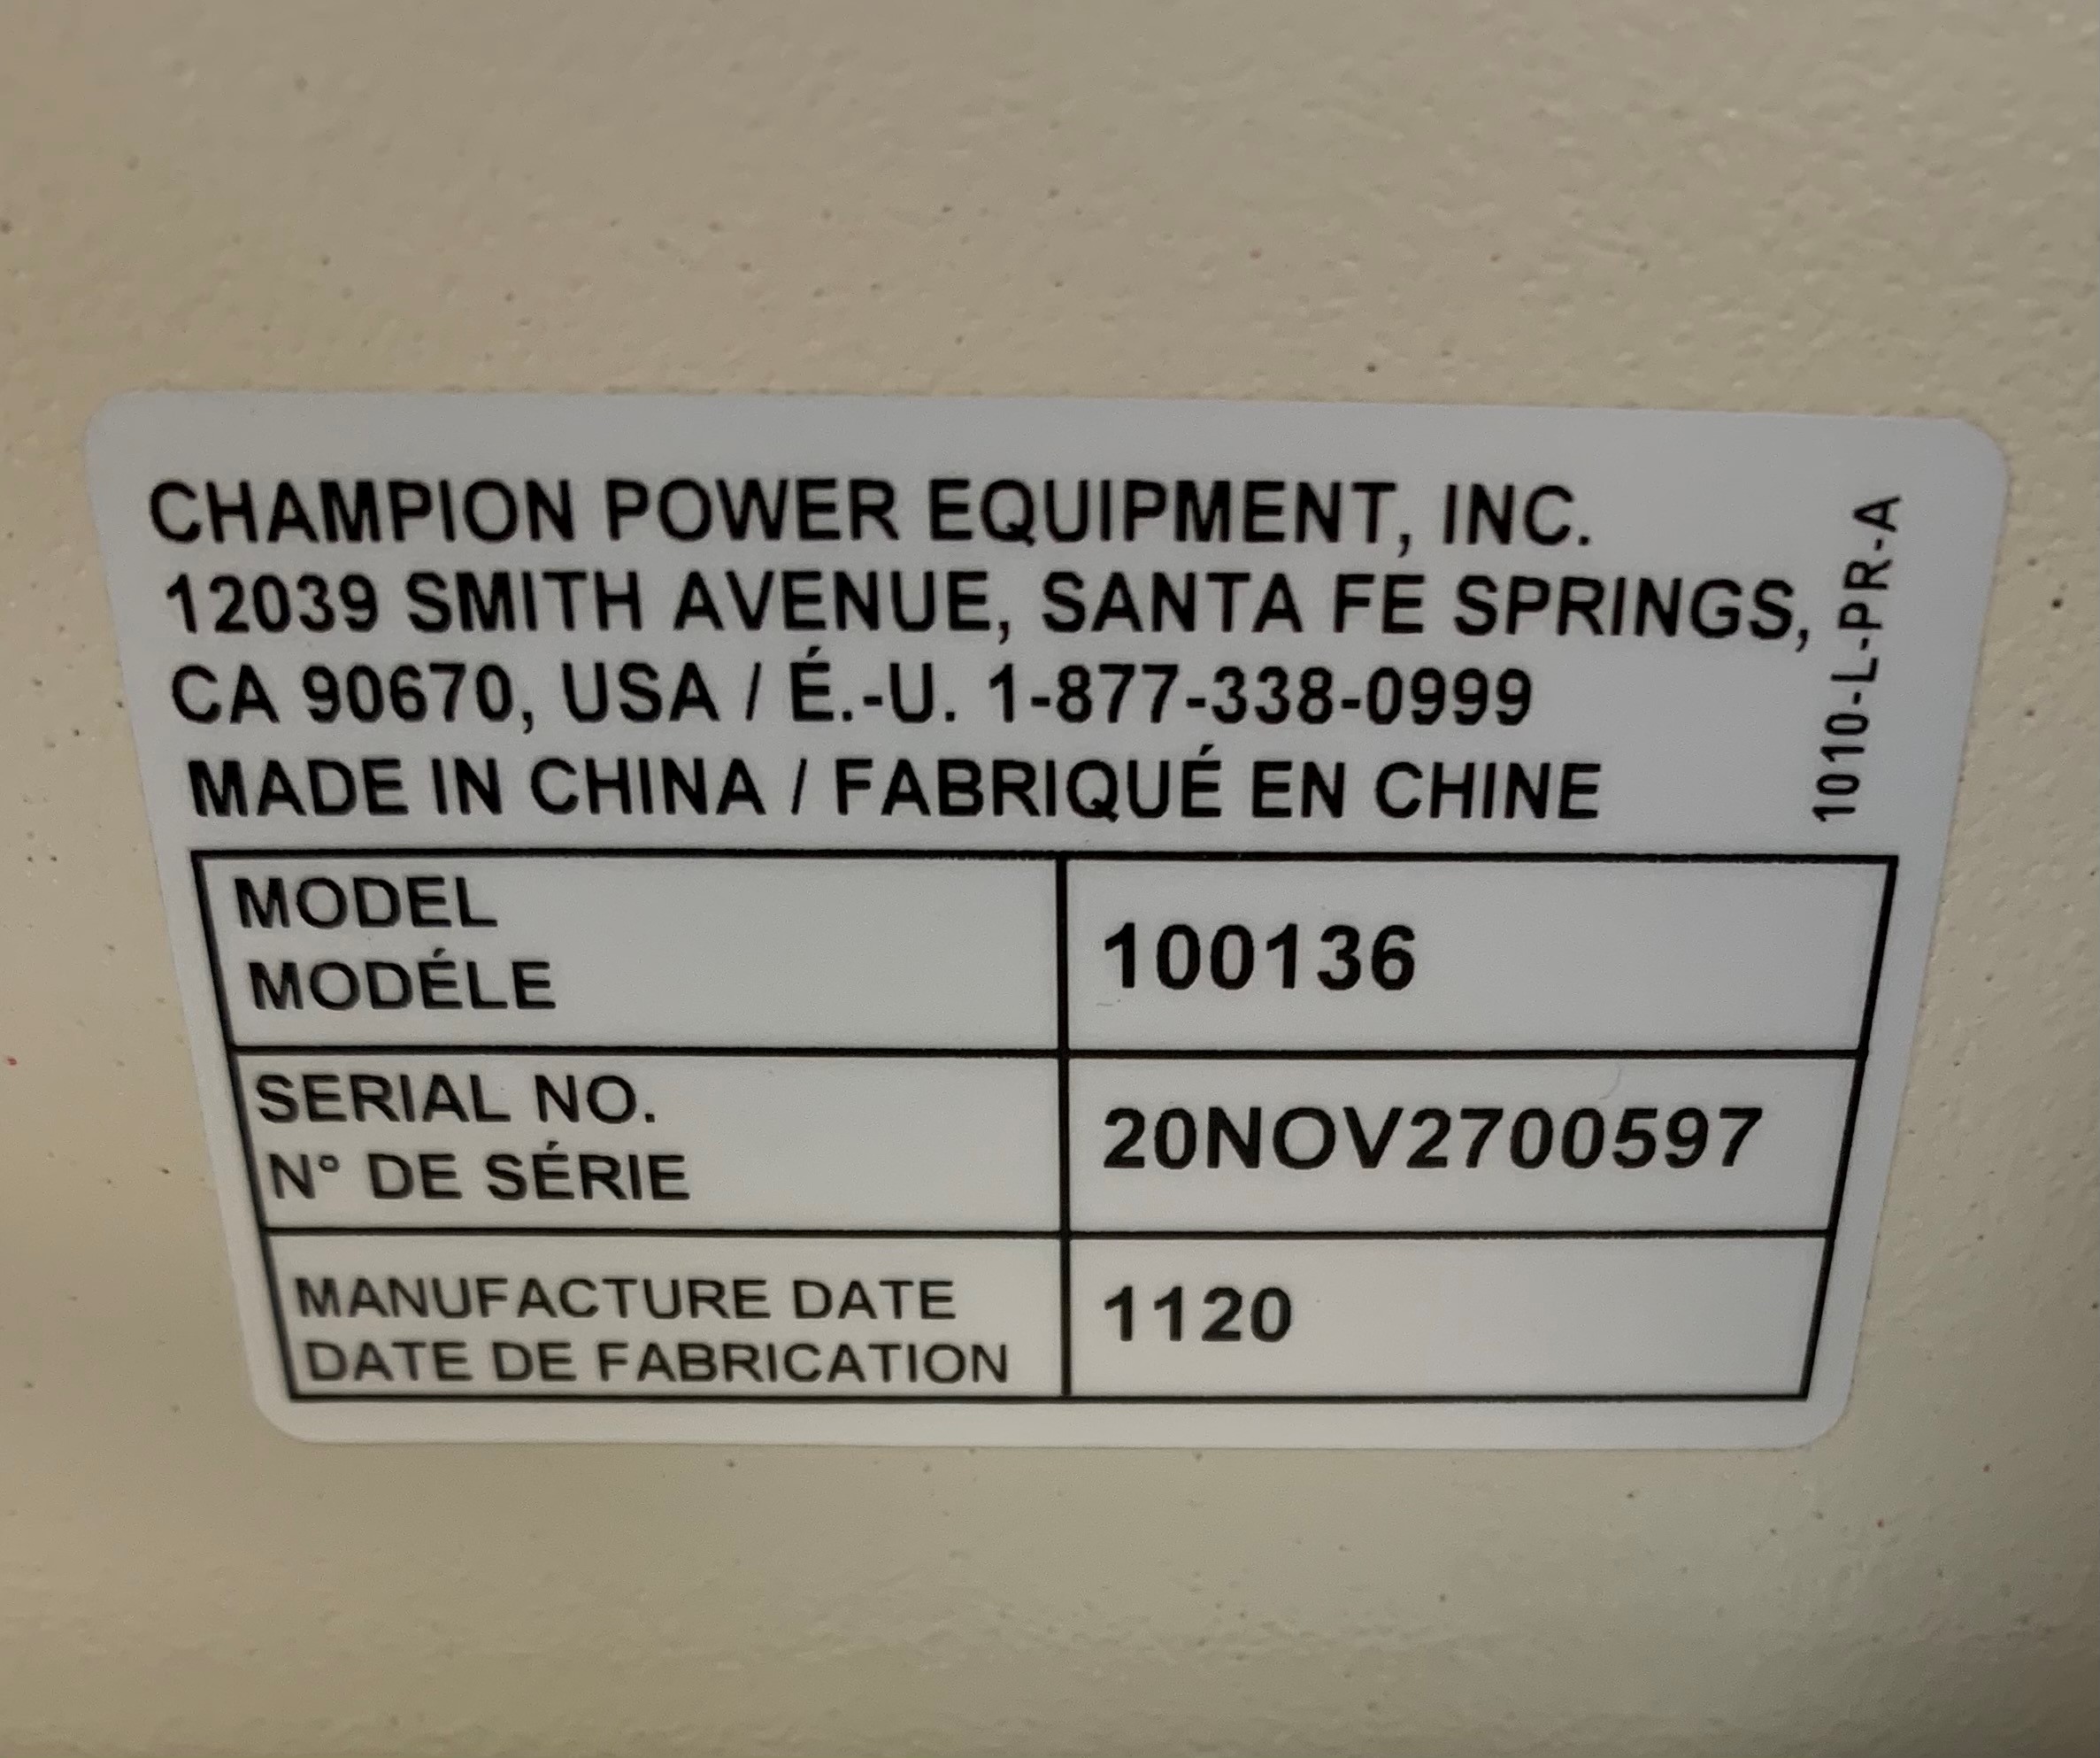 CHAMPION POWER EQUIPMENT, INC.
12039 SMITH AVENUE, SANTA FE SPRINGS,
CA 90670, USA / É.-U. 1-877-338-0999
MADE IN CHINA / FABRIQUÉ EN CHINE
1010-L-PR-A
MODEL
MODÉLE
100136
SERIAL NO.
N° DE SÉRIE
20NOV2700597
MANUFACTURE DATE
DATE DE FABRICATION
1120